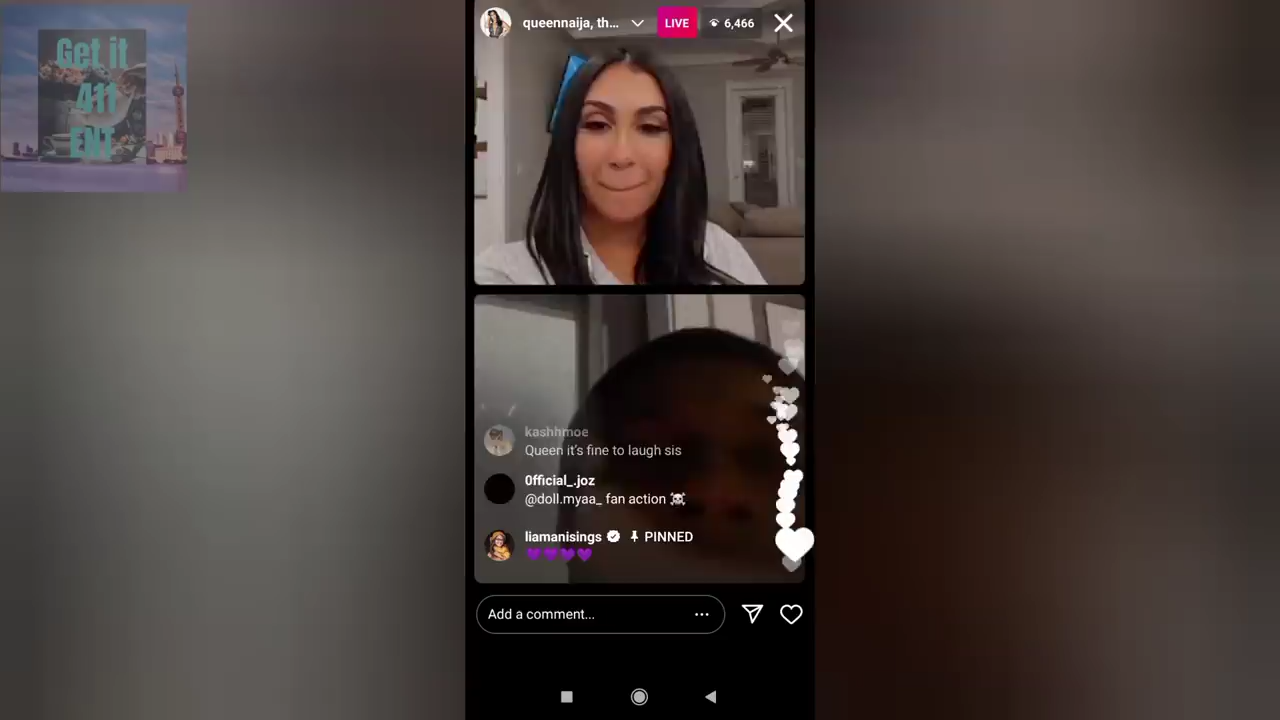 Get it
411
ENT
queennaija, th...
LIVE
6,466
kashhmoe
Queen it's fine to laugh sis
0fficial_.joz
@doll.myaa_ fan action ☠️
liamanisings PINNED
💜💜💜💜
Add a comment...